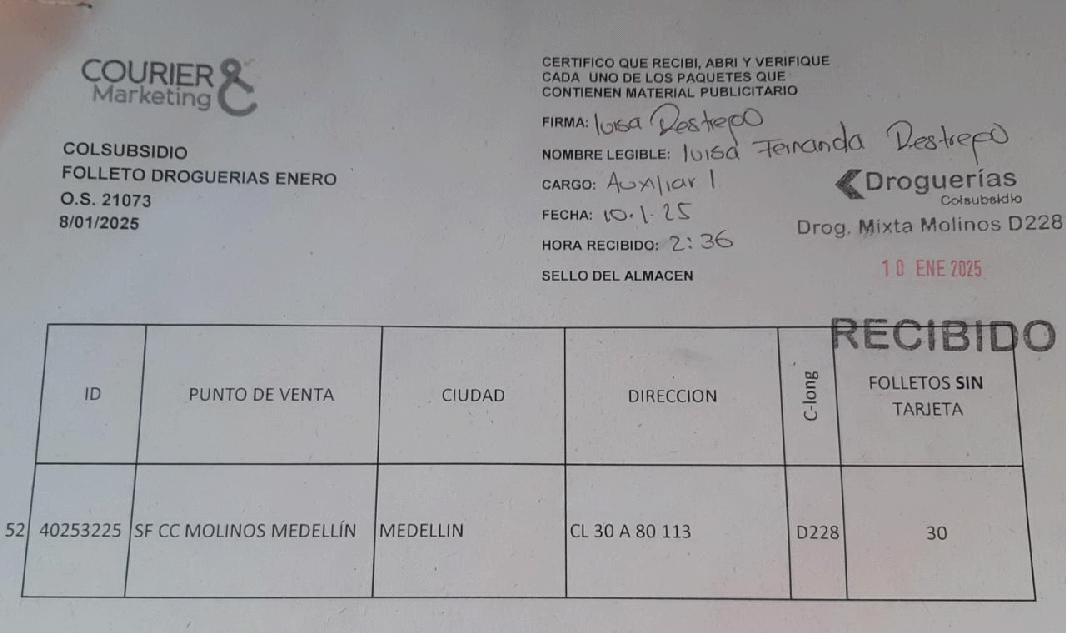 COURIER &
Marketing
COLSUBSIDIO
FOLLETO DROGUERIAS ENERO
O.S. 21073
8/01/2025
CERTIFICO QUE RECIBI, ABRI Y VERIFIQUE
CADA UNO DE LOS PAQUETES QUE
CONTIENEN MATERIAL PUBLICITARIO
FIRMA: luisa Restrepo
NOMBRE LEGIBLE: luisa Fernanda Restrepo
CARGO: Auxiliar 1
FECHA: 10.1.25
HORA RECIBIDO: 2:36
SELLO DEL ALMACEN
Droguerías
Colsubsidio
Drog. Mixta Molinos D228
10 ENE 2025
RECIBIDO
ID PUNTO DE VENTA CIUDAD DIRECCION C-long FOLLETOS SIN
TARJETA
52 40253225 SF CC MOLINOS MEDELLÍN MEDELLIN CL 30 A 80 113 D228 30